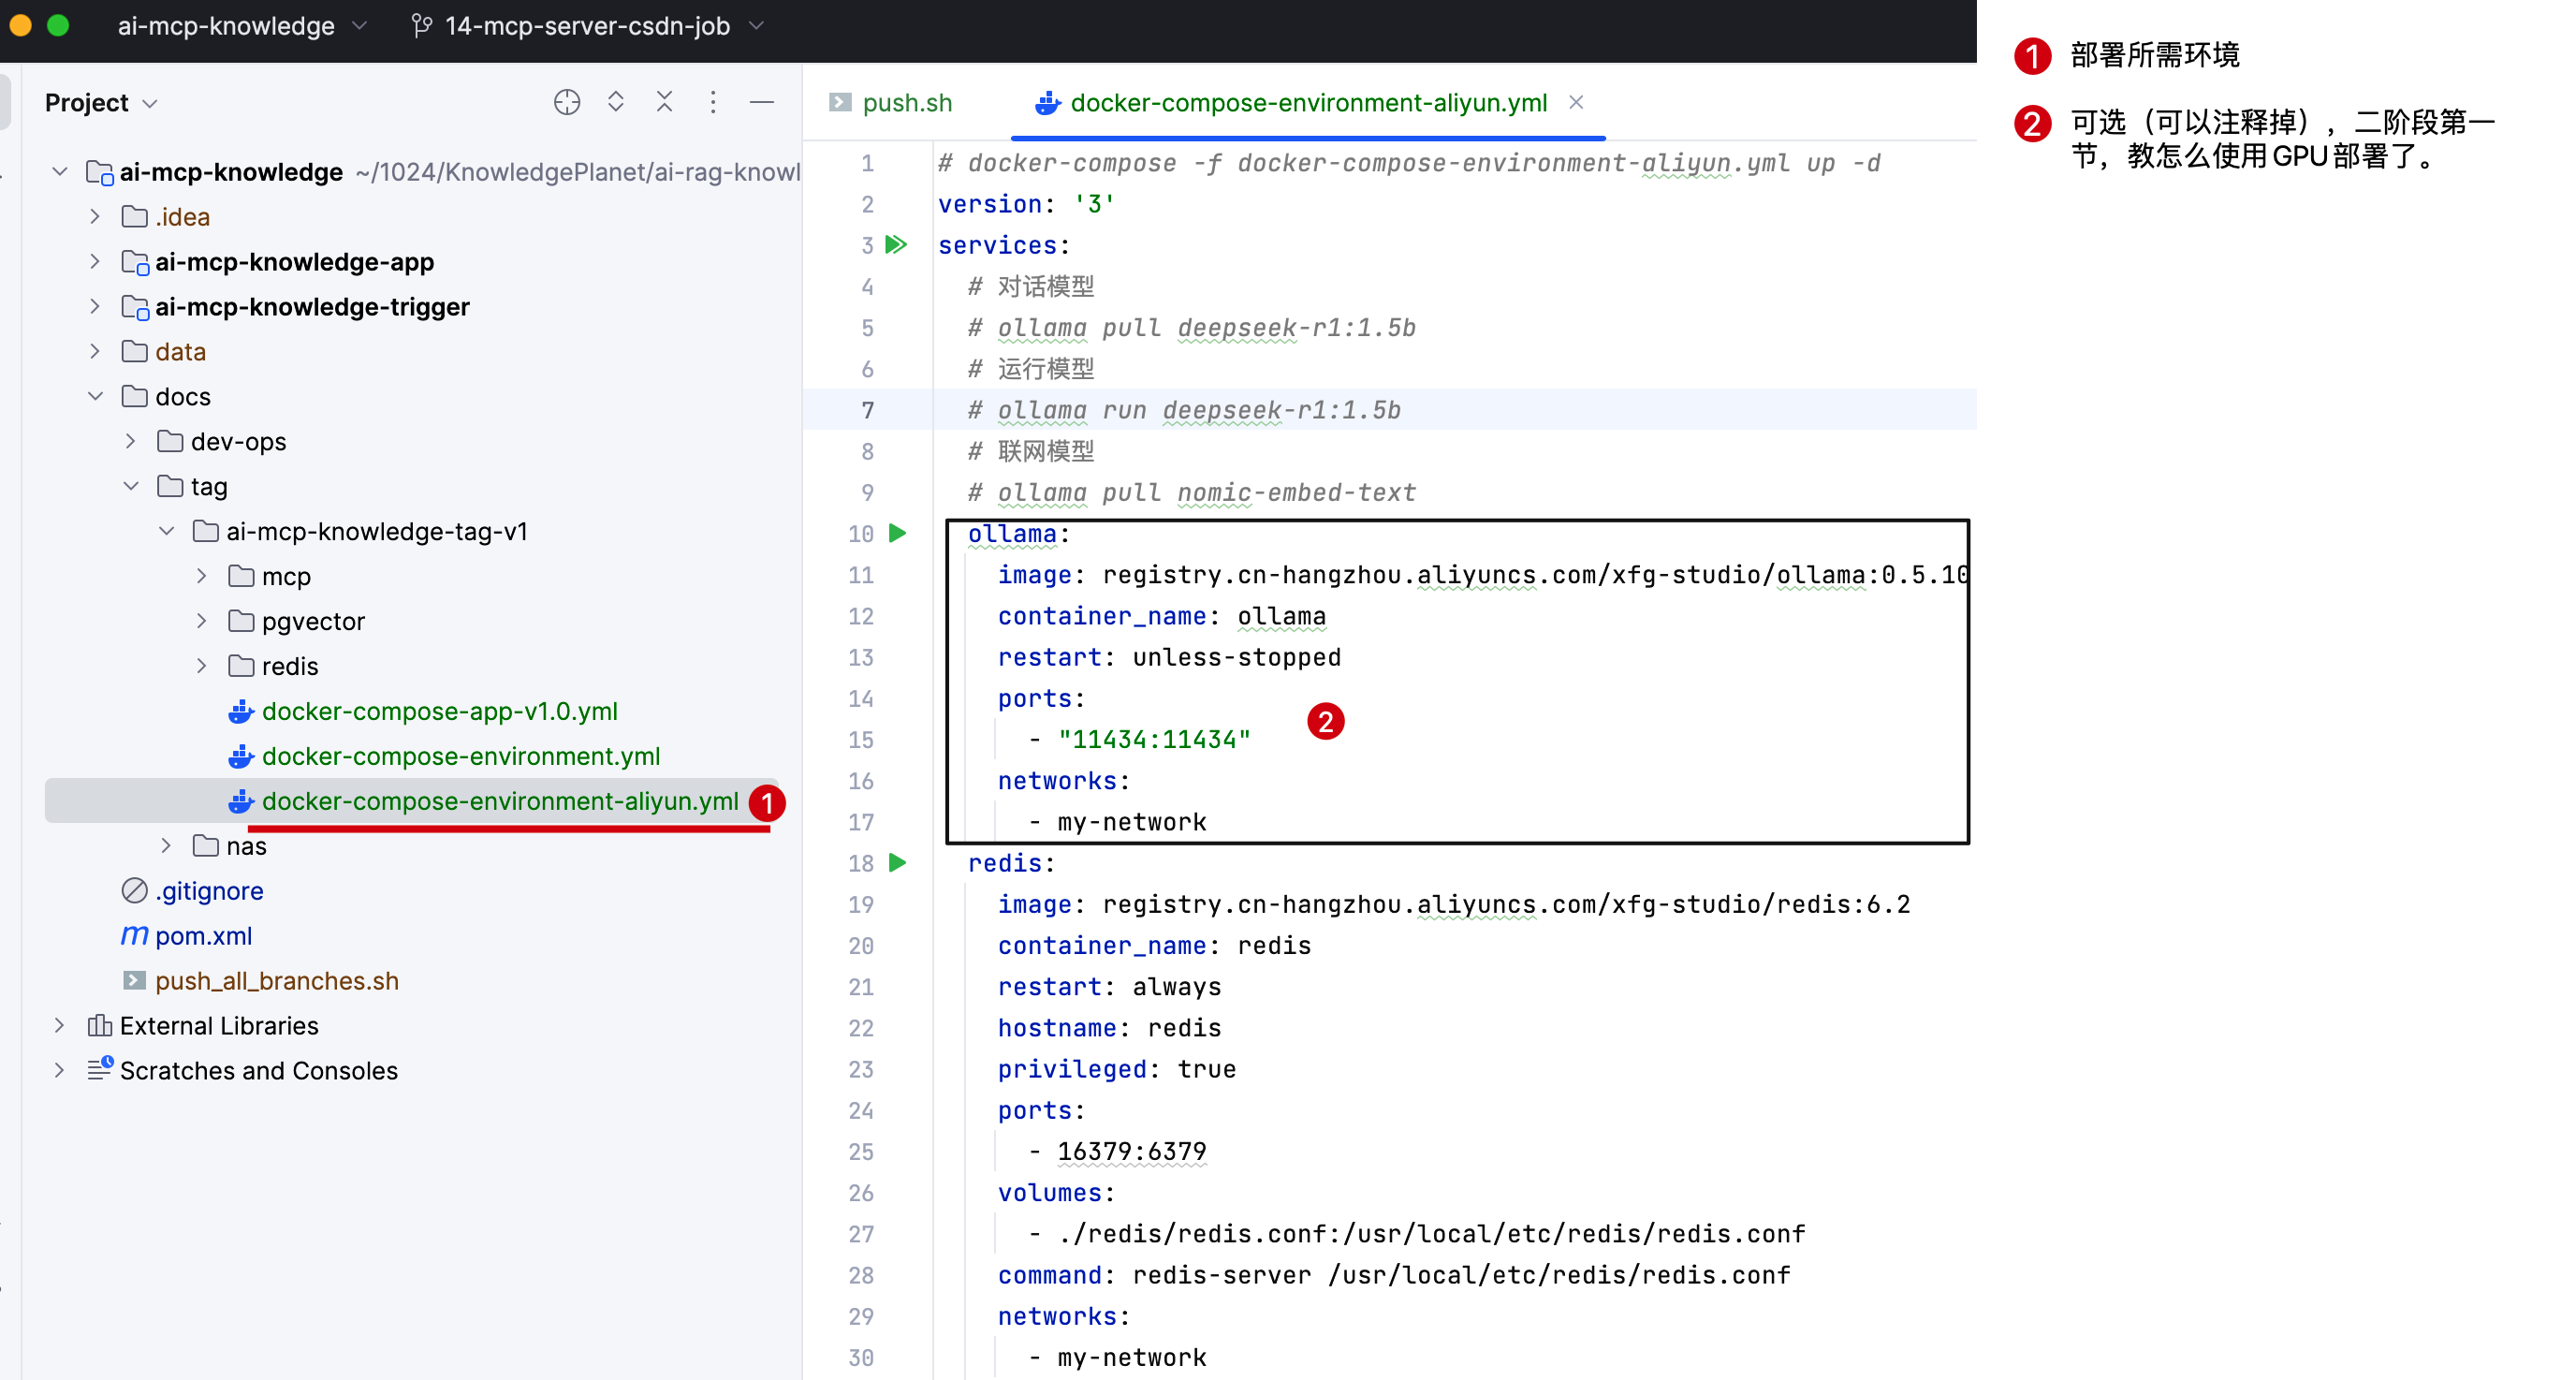 ai-mcp-knowledge
14-mcp-server-csdn-job
Project
ai-mcp-knowledge ~/1024/KnowledgePlanet/ai-rag-knowl
.idea
ai-mcp-knowledge-app
ai-mcp-knowledge-trigger
data
docs
dev-ops
tag
ai-mcp-knowledge-tag-v1
mcp
pgvector
redis
docker-compose-app-v1.0.yml
docker-compose-environment.yml
docker-compose-environment-aliyun.yml 1
nas
.gitignore
pom.xml
push_all_branches.sh
External Libraries
Scratches and Consoles
push.sh
docker-compose-environment-aliyun.yml
1 # docker-compose -f docker-compose-environment-aliyun.yml up -d
2 version: '3'
3 services:
4 # 对话模型
5 # ollama pull deepseek-r1:1.5b
6 # 运行模型
7 # ollama run deepseek-r1:1.5b
8 # 联网模型
9 # ollama pull nomic-embed-text
10 ollama:
11 image: registry.cn-hangzhou.aliyuncs.com/xfg-studio/ollama:0.5.10
12 container_name: ollama
13 restart: unless-stopped
14 ports:
15 - "11434:11434"
2
16 networks:
17 - my-network
18 redis:
19 image: registry.cn-hangzhou.aliyuncs.com/xfg-studio/redis:6.2
20 container_name: redis
21 restart: always
22 hostname: redis
23 privileged: true
24 ports:
25 - 16379:6379
26 volumes:
27 - ./redis/redis.conf:/usr/local/etc/redis/redis.conf
28 command: redis-server /usr/local/etc/redis/redis.conf
29 networks:
30 - my-network
1 部署所需环境
2 可选（可以注释掉），二阶段第一
节，教怎么使用GPU部署了。